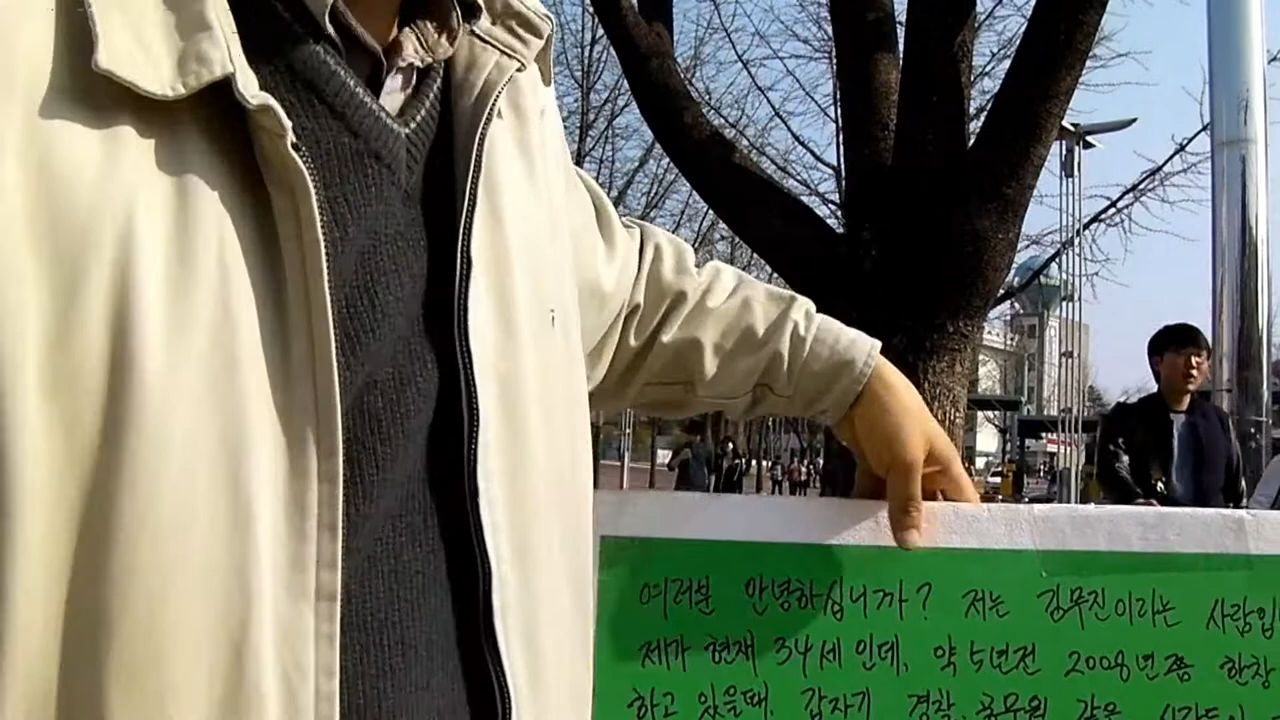 여러분 안녕하십니까? 저는 김무진이라는 사람입
제가 현재 34세인데, 약 5년전 2008년쯤 한창
하고 있을때, 갑자기 경찰, 공무원 같은